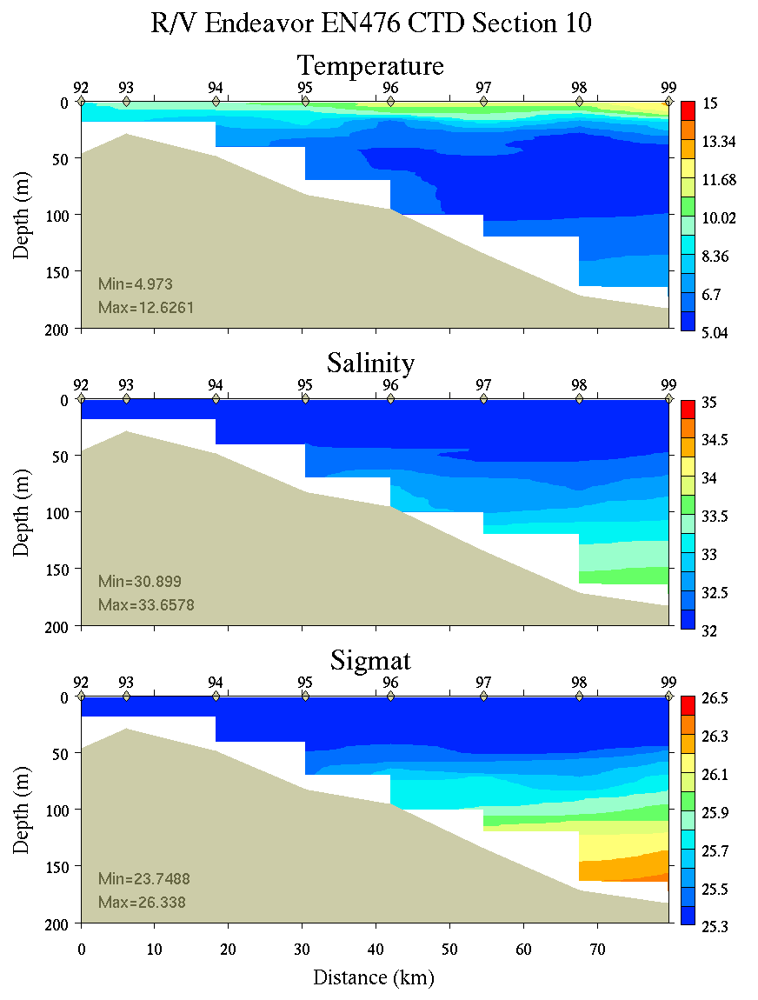 R/V Endeavor EN476 CTD Section 10
Temperature
92 93 94 95 96 97 98 99
0
50
100
150
200
Depth (m)
Min=4.973
Max=12.6261
15
13.34
11.68
10.02
8.36
6.7
5.04
Salinity
92 93 94 95 96 97 98 99
0
50
100
150
200
Depth (m)
Min=30.899
Max=33.6578
35
34.5
34
33.5
33
32.5
32
Sigmat
92 93 94 95 96 97 98 99
0
50
100
150
200
Depth (m)
Min=23.7488
Max=26.338
26.5
26.3
26.1
25.9
25.7
25.5
25.3
0 10 20 30 40 50 60 70
Distance (km)